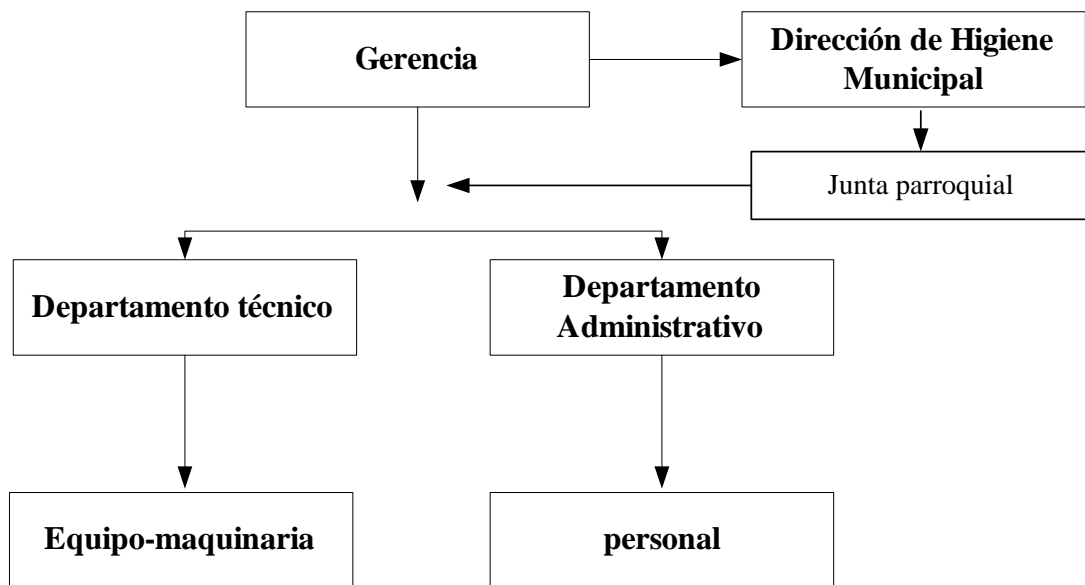 Gerencia
Dirección de Higiene
Municipal
Junta parroquial
Departamento técnico
Departamento
Administrativo
Equipo-maquinaria
personal